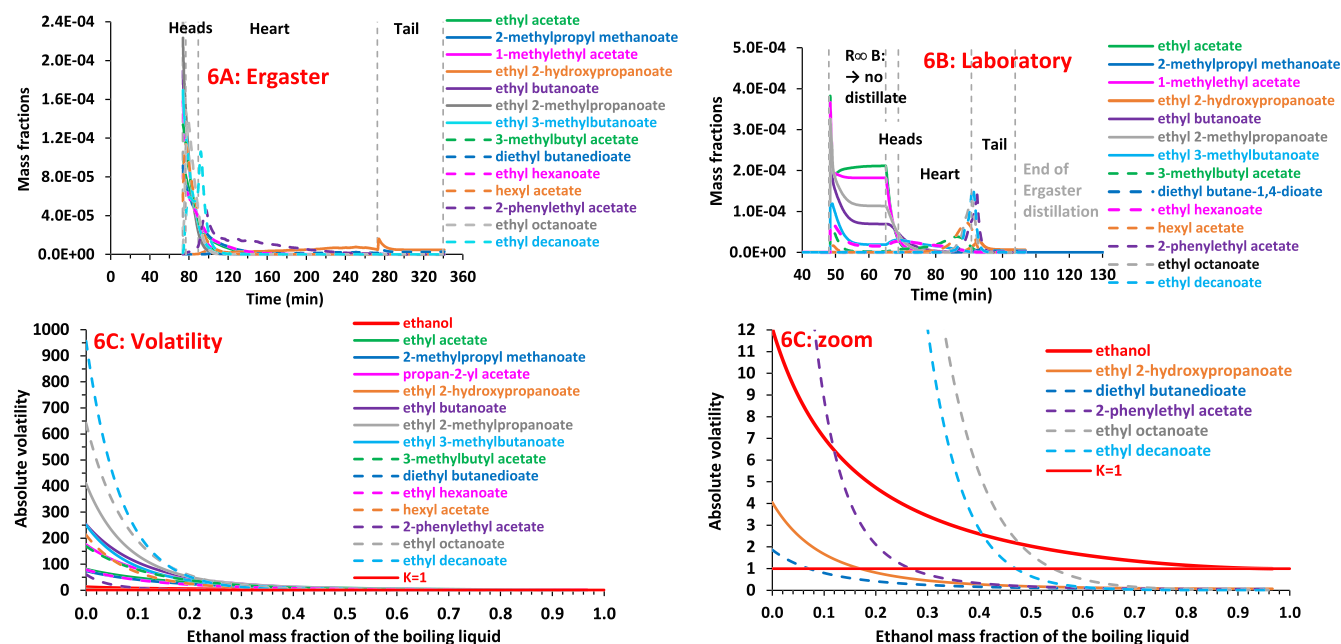 6A: Ergaster
Heads
Heart
Tail
Mass fractions
2.4E-04
2.0E-04
1.6E-04
1.2E-04
8.0E-05
4.0E-05
0.0E+00
0
40
80
120
160
200
240
280
320
360
Time (min)
ethyl acetate
2-methylpropyl methanoate
1-methylethyl acetate
ethyl 2-hydroxypropanoate
ethyl butanoate
ethyl 2-methylpropanoate
ethyl 3-methylbutanoate
3-methylbutyl acetate
diethyl butanedioate
ethyl hexanoate
hexyl acetate
2-phenylethyl acetate
ethyl octanoate
ethyl decanoate
6B: Laboratory
R∞ B:
→ no
distillate
Heads
Heart
Tail
End of
Ergaster
distillation
Mass fractions
5.0E-04
4.0E-04
3.0E-04
2.0E-04
1.0E-04
0.0E+00
40
50
60
70
80
90
100
110
120
130
Time (min)
ethyl acetate
2-methylpropyl methanoate
1-methylethyl acetate
ethyl 2-hydroxypropanoate
ethyl butanoate
ethyl 2-methylpropanoate
ethyl 3-methylbutanoate
3-methylbutyl acetate
diethyl butane-1,4-dioate
ethyl hexanoate
hexyl acetate
2-phenylethyl acetate
ethyl octanoate
ethyl decanoate
6C: Volatility
Absolute volatility
1000
900
800
700
600
500
400
300
200
100
0
0.0
0.2
0.4
0.6
0.8
1.0
Ethanol mass fraction of the boiling liquid
ethanol
ethyl acetate
2-methylpropyl methanoate
propan-2-yl acetate
ethyl 2-hydroxypropanoate
ethyl butanoate
ethyl 2-methylpropanoate
ethyl 3-methylbutanoate
3-methylbutyl acetate
diethyl butanedioate
ethyl hexanoate
hexyl acetate
2-phenylethyl acetate
ethyl octanoate
ethyl decanoate
K=1
6C: zoom
Absolute volatility
12
11
10
9
8
7
6
5
4
3
2
1
0
0.0
0.1
0.2
0.3
0.4
0.5
0.6
0.7
0.8
0.9
1.0
Ethanol mass fraction of the boiling liquid
ethanol
ethyl 2-hydroxypropanoate
diethyl butanedioate
2-phenylethyl acetate
ethyl octanoate
ethyl decanoate
K=1